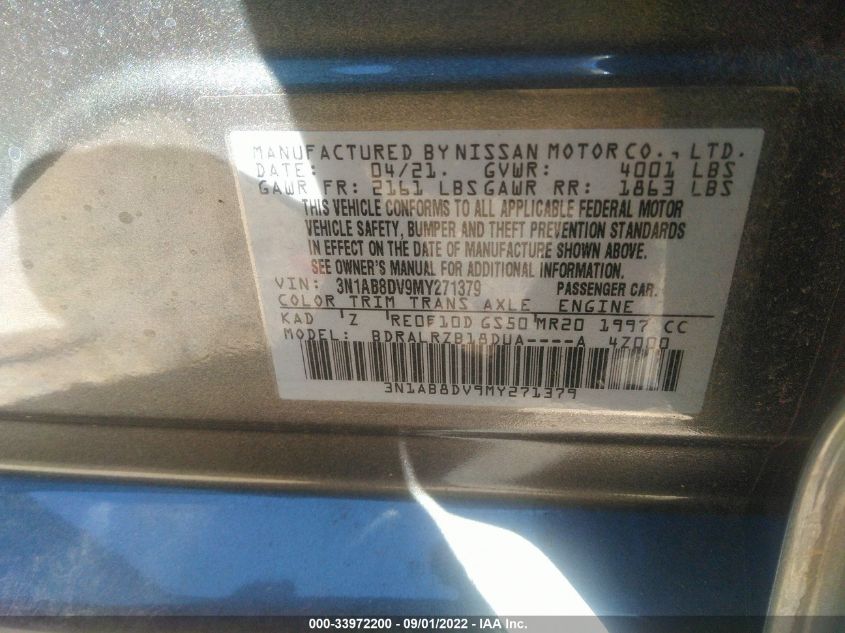 MANUFACTURED BY NISSAN MOTOR CO., LTD.
DATE: 04/21. GVWR: 4001 LBS
GAWR FR: 2161 LBS GAWR RR: 1863 LBS
THIS VEHICLE CONFORMS TO ALL APPLICABLE FEDERAL MOTOR
VEHICLE SAFETY, BUMPER AND THEFT PREVENTION STANDARDS
IN EFFECT ON THE DATE OF MANUFACTURE SHOWN ABOVE.
SEE OWNER'S MANUAL FOR ADDITIONAL INFORMATION.
VIN: 3N1AB8DV9MY271379 PASSENGER CAR.
COLOR TRIM TRANS AXLE ENGINE
KAD Z RE0F10D GS50 MR20 1997 CC
MODEL: BDRALRZB18DUA----A 4Z000
3N1AB8DV9MY271379
000-33972200 - 09/01/2022 - © IAA Inc.